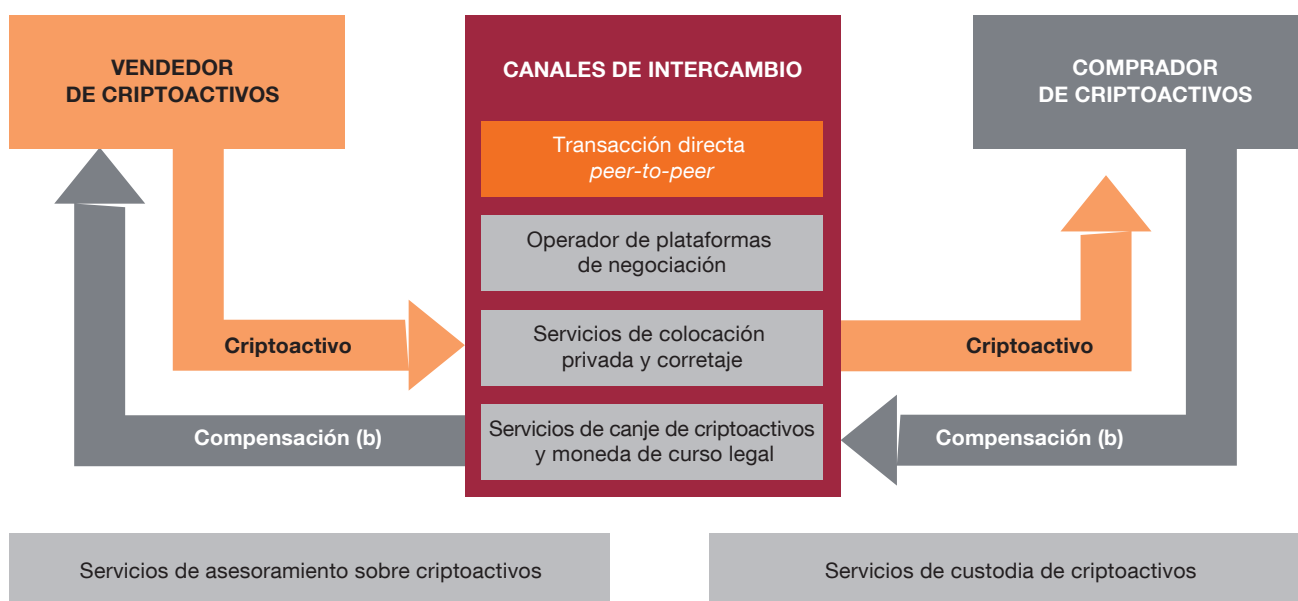 VENDEDOR
DE CRIPTOACTIVOS
CANALES DE INTERCAMBIO
COMPRADOR
DE CRIPTOACTIVOS
Transacción directa
peer-to-peer
Operador de plataformas
de negociación
Servicios de colocación
privada y corretaje
Servicios de canje de criptoactivos
y moneda de curso legal
Criptoactivo
Criptoactivo
Compensación (b)
Compensación (b)
Servicios de asesoramiento sobre criptoactivos
Servicios de custodia de criptoactivos